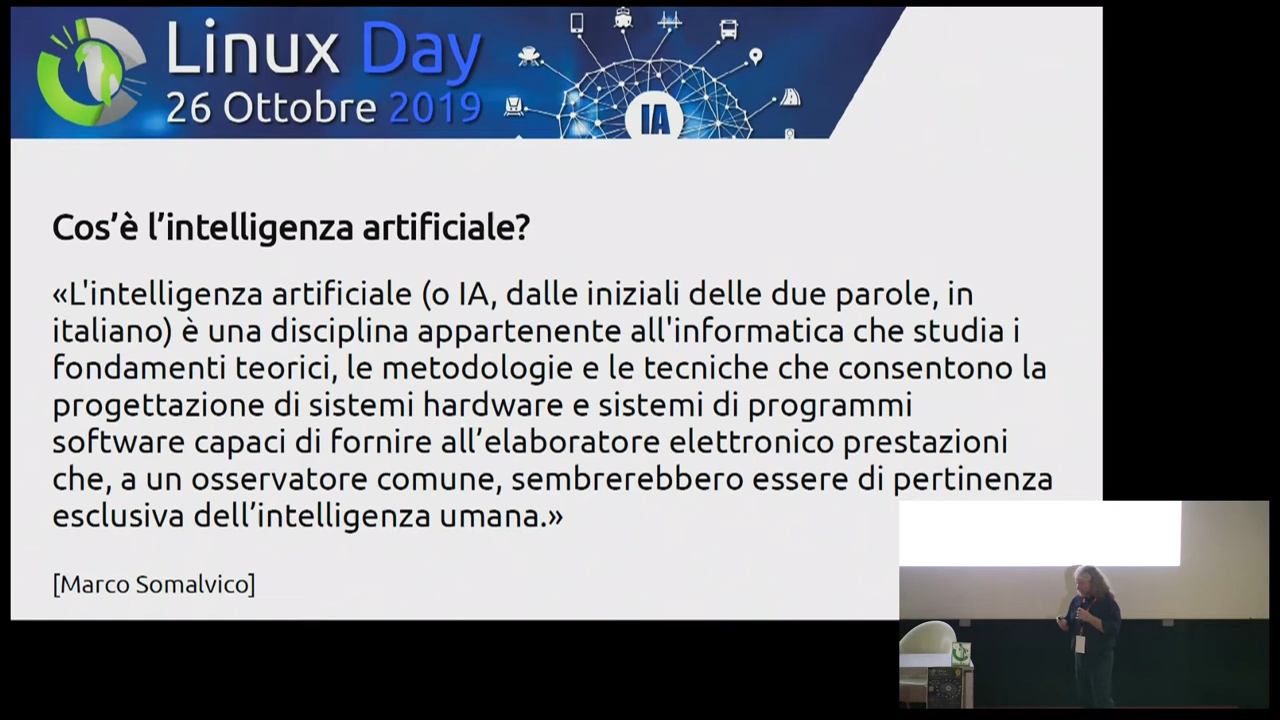 Linux Day
26 Ottobre 2019
IA
Cos’è l’intelligenza artificiale?
«L'intelligenza artificiale (o IA, dalle iniziali delle due parole, in
italiano) è una disciplina appartenente all'informatica che studia i
fondamenti teorici, le metodologie e le tecniche che consentono la
progettazione di sistemi hardware e sistemi di programmi
software capaci di fornire all’elaboratore elettronico prestazioni
che, a un osservatore comune, sembrerebbero essere di pertinenza
esclusiva dell’intelligenza umana.»
[Marco Somalvico]